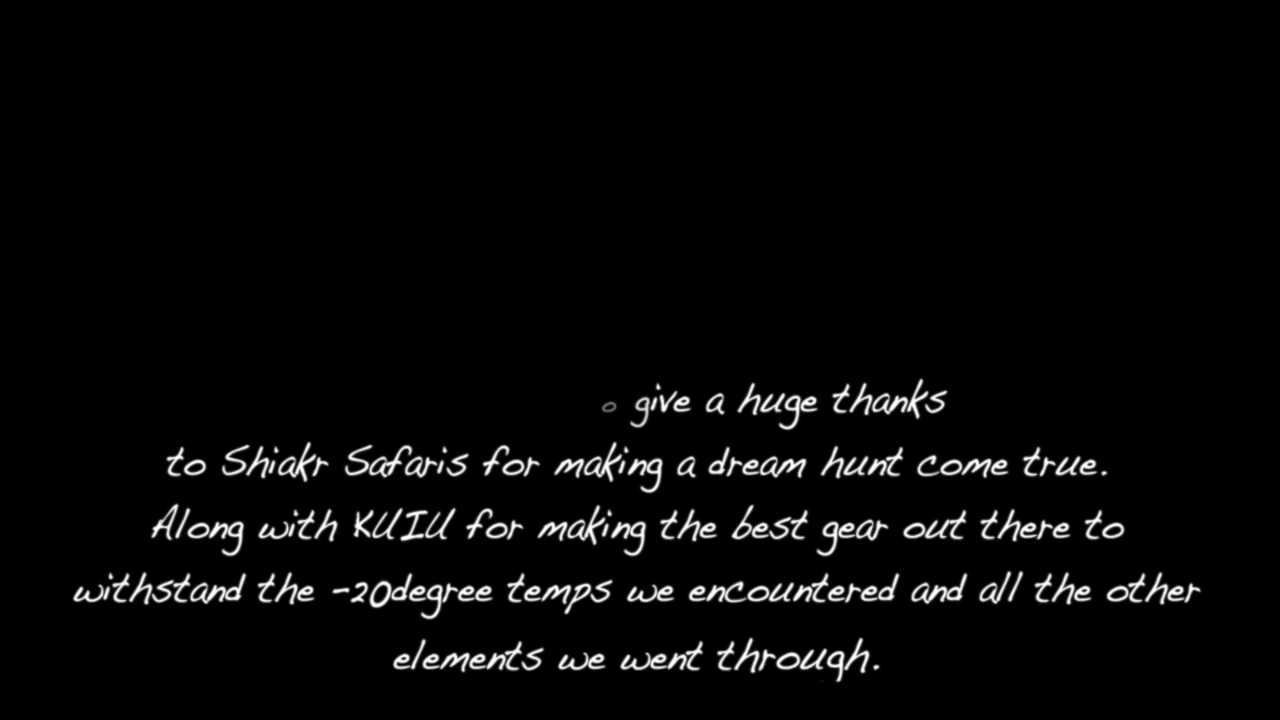 o give a huge thanks
to Shiakr Safaris for making a dream hunt come true.
Along with KUIU for making the best gear out there to
withstand the -20degree temps we encountered and all the other
elements we went through.